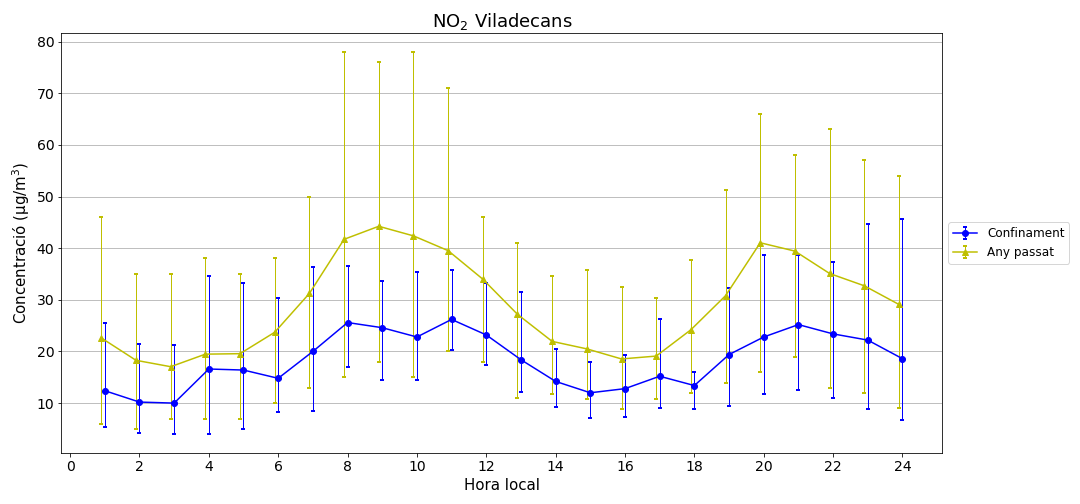 NO₂ Viladecans
80
70
60
50
40
30
20
10
Concentració (µg/m³)
0 2 4 6 8 10 12 14 16 18 20 22 24
Hora local
Confinament
Any passat